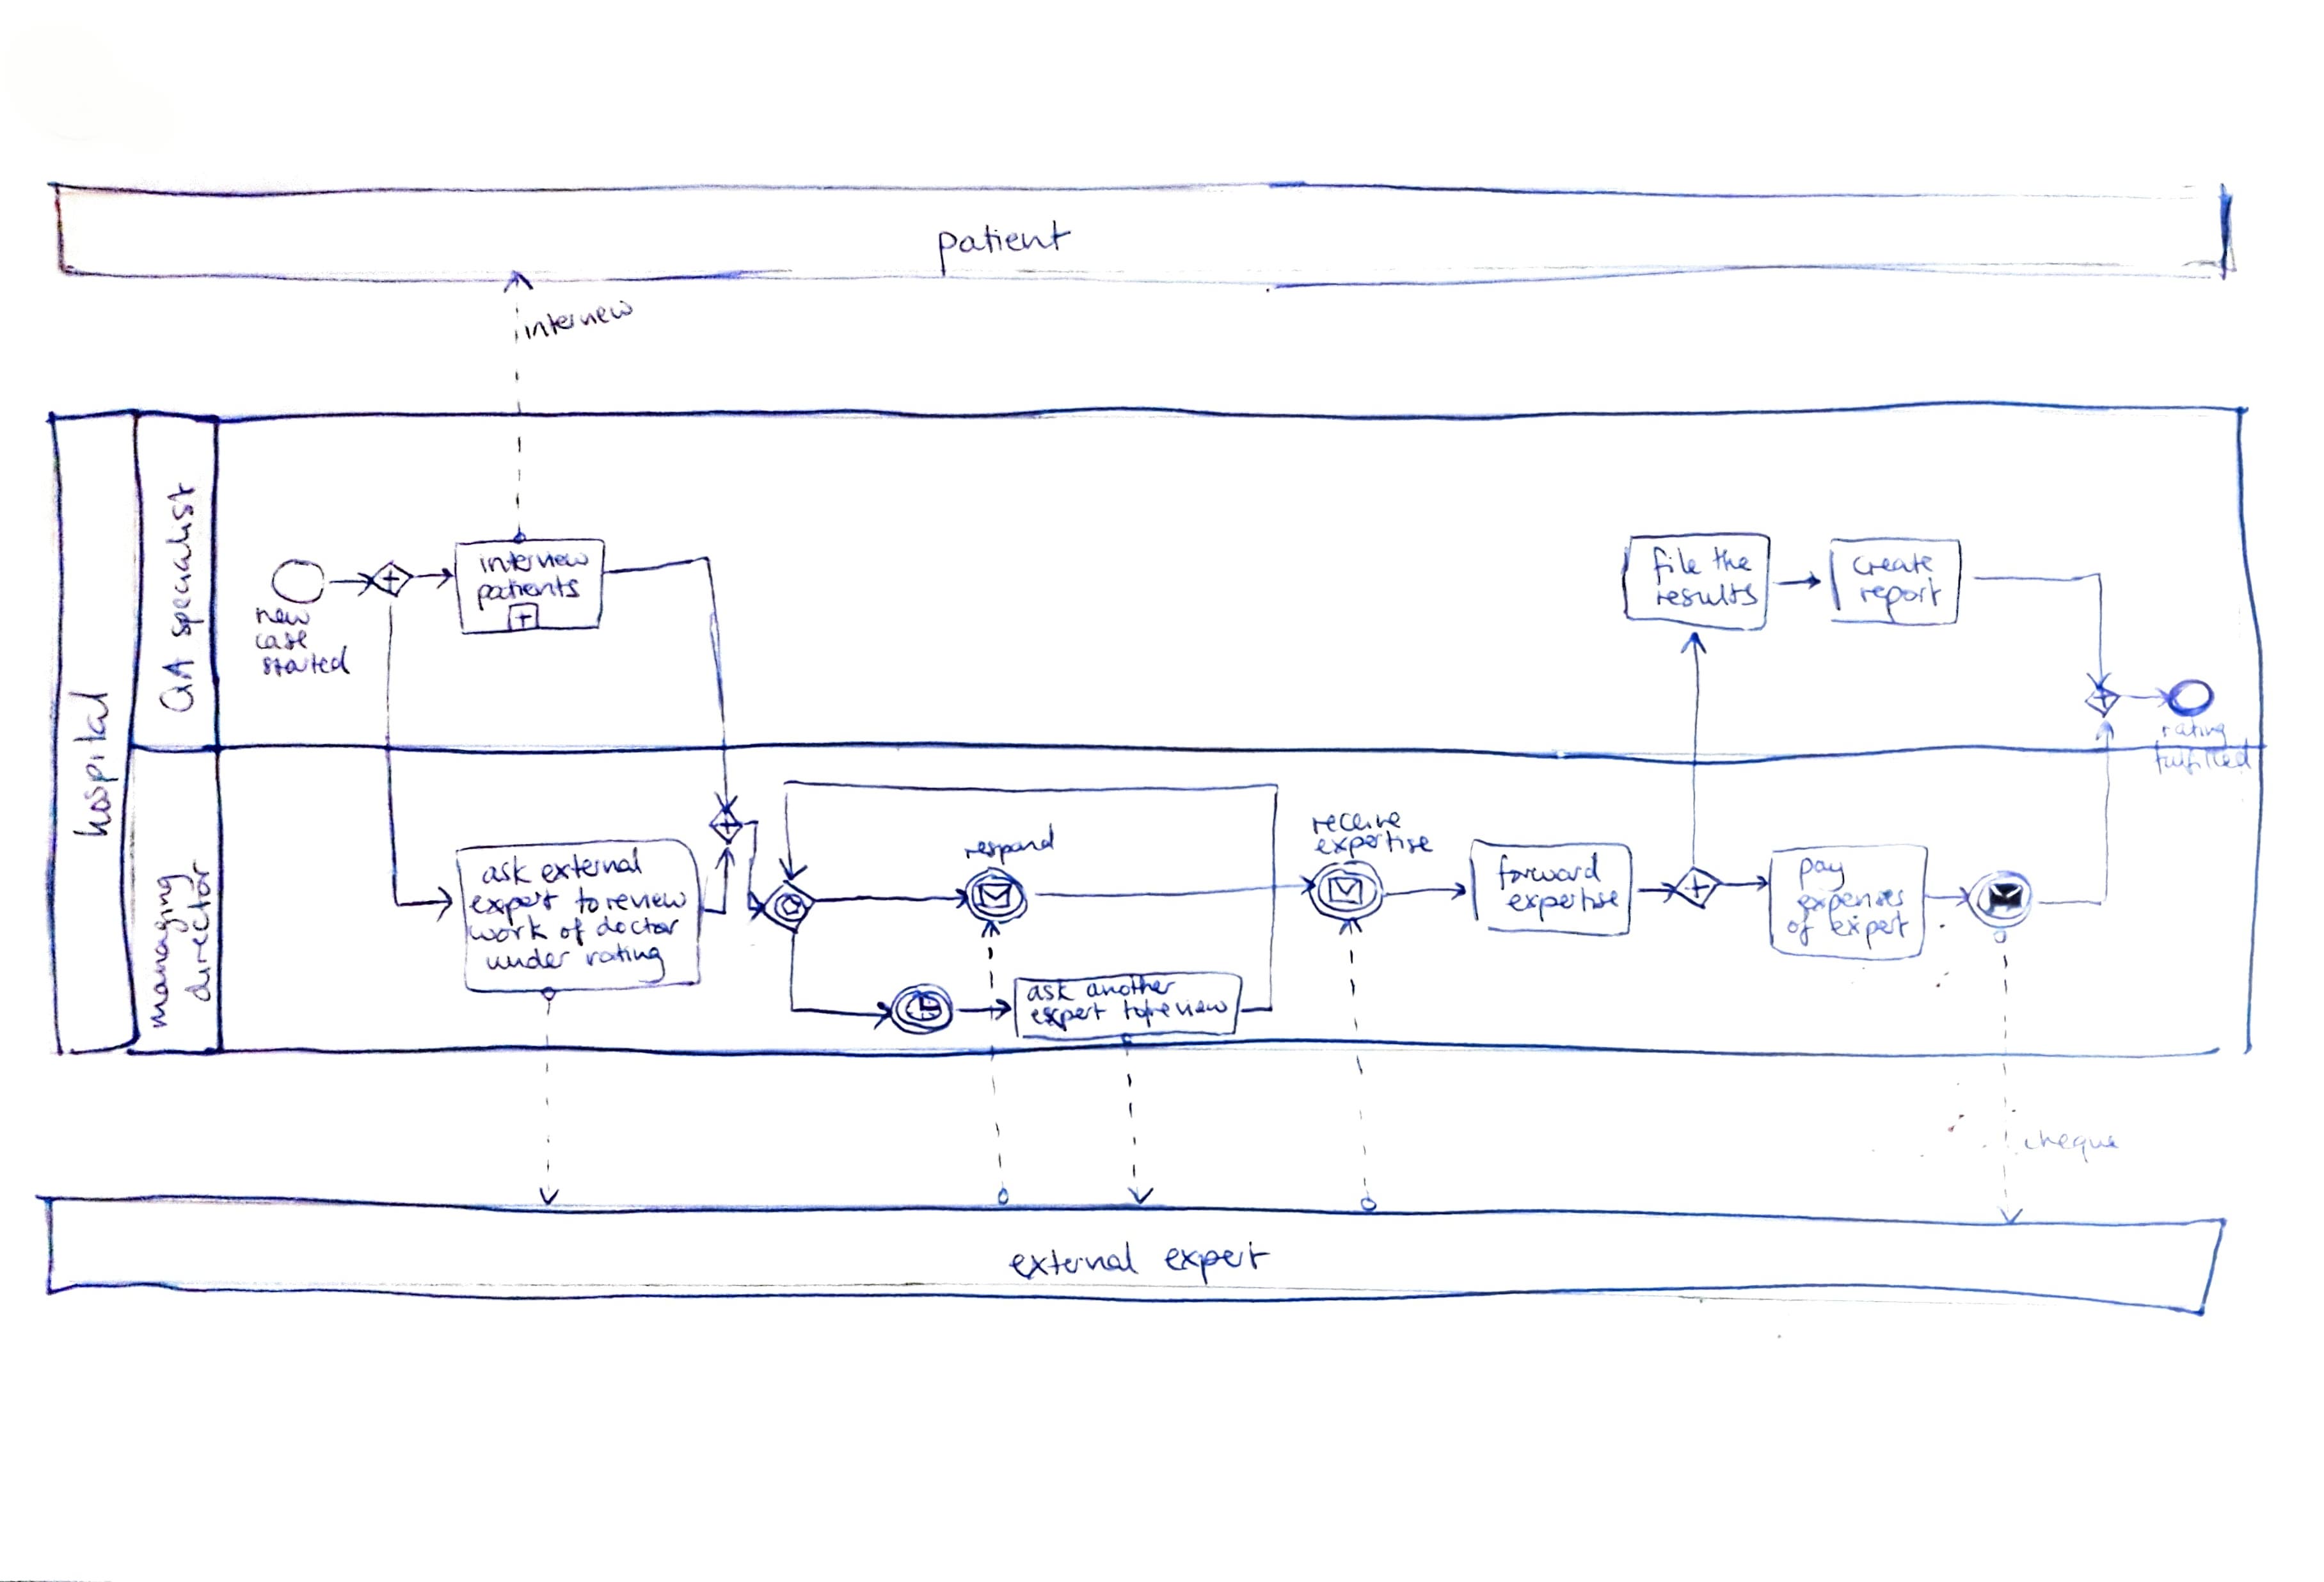 patient
interview
hospital
QA specialist
new
case
started
interview
patients
file the
results
create
report
rating
fulfilled
managing
director
ask external
expert to review
work of doctor
under rating
respond
ask another
expert to review
receive
expertise
forward
expertise
pay
expenses
of expert
cheque
external expert